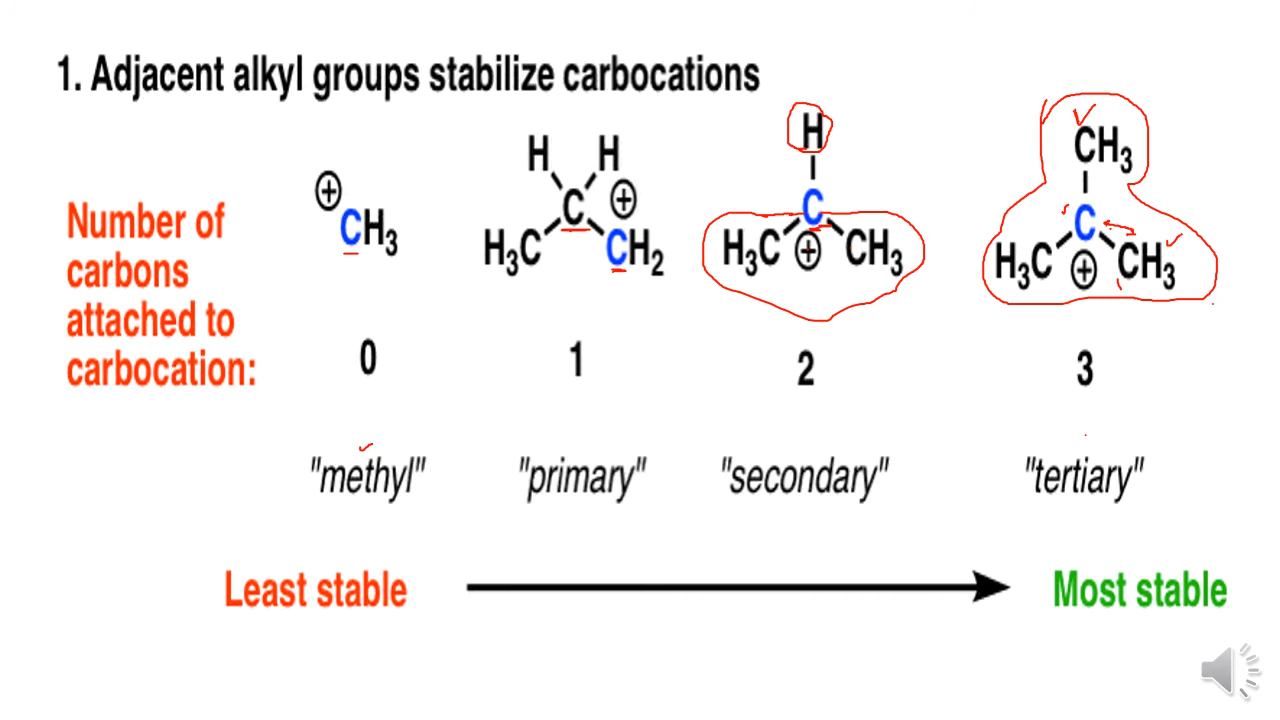 1. Adjacent alkyl groups stabilize carbocations
Number of
carbons
attached to
carbocation:
⊕
CH₃
H H
C ⊕
H₃C CH₂
H
C
H₃C ⊕ CH₃
CH₃
C
H₃C ⊕ CH₃
0 1 2 3
"methyl" "primary" "secondary" "tertiary"
Least stable Most stable